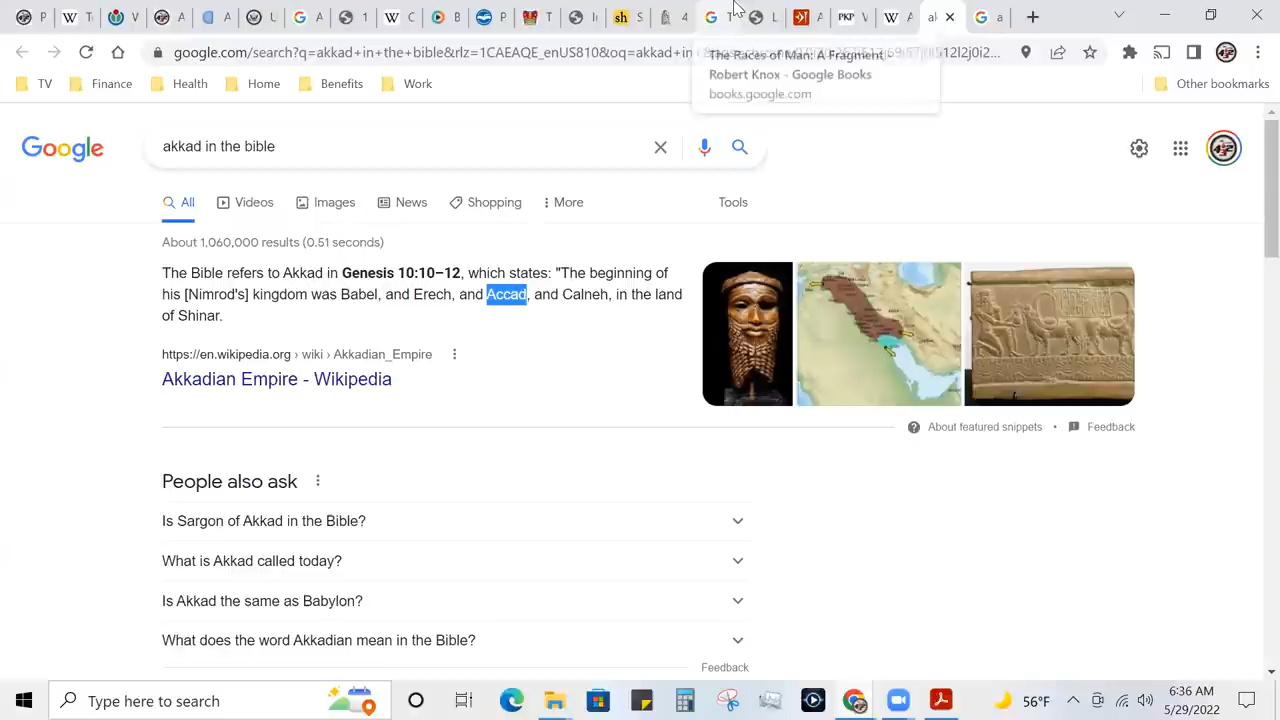 P
W
V
U
G
1
W C
B
P
T
Ir
sh S
4
G T
L
A
PKP V
W A
ak
G a
google.com/search?q=akkad+in+the+bible&rlz=1CAEAQE_enUS810&oq=akkad+in
The Races of Man: A Fragment -
Robert Knox - Google Books
books.google.com
TV
Finance
Health
Home
Benefits
Work
Other bookmarks
Google
akkad in the bible
All
Videos
Images
News
Shopping
More
Tools
About 1,060,000 results (0.51 seconds)
The Bible refers to Akkad in Genesis 10:10–12, which states: "The beginning of
his [Nimrod's] kingdom was Babel, and Erech, and Accad, and Calneh, in the land
of Shinar.
https://en.wikipedia.org › wiki › Akkadian_Empire
Akkadian Empire - Wikipedia
About featured snippets • Feedback
People also ask
Is Sargon of Akkad in the Bible?
What is Akkad called today?
Is Akkad the same as Babylon?
What does the word Akkadian mean in the Bible?
Feedback
Type here to search
56°F
6:36 AM
5/29/2022